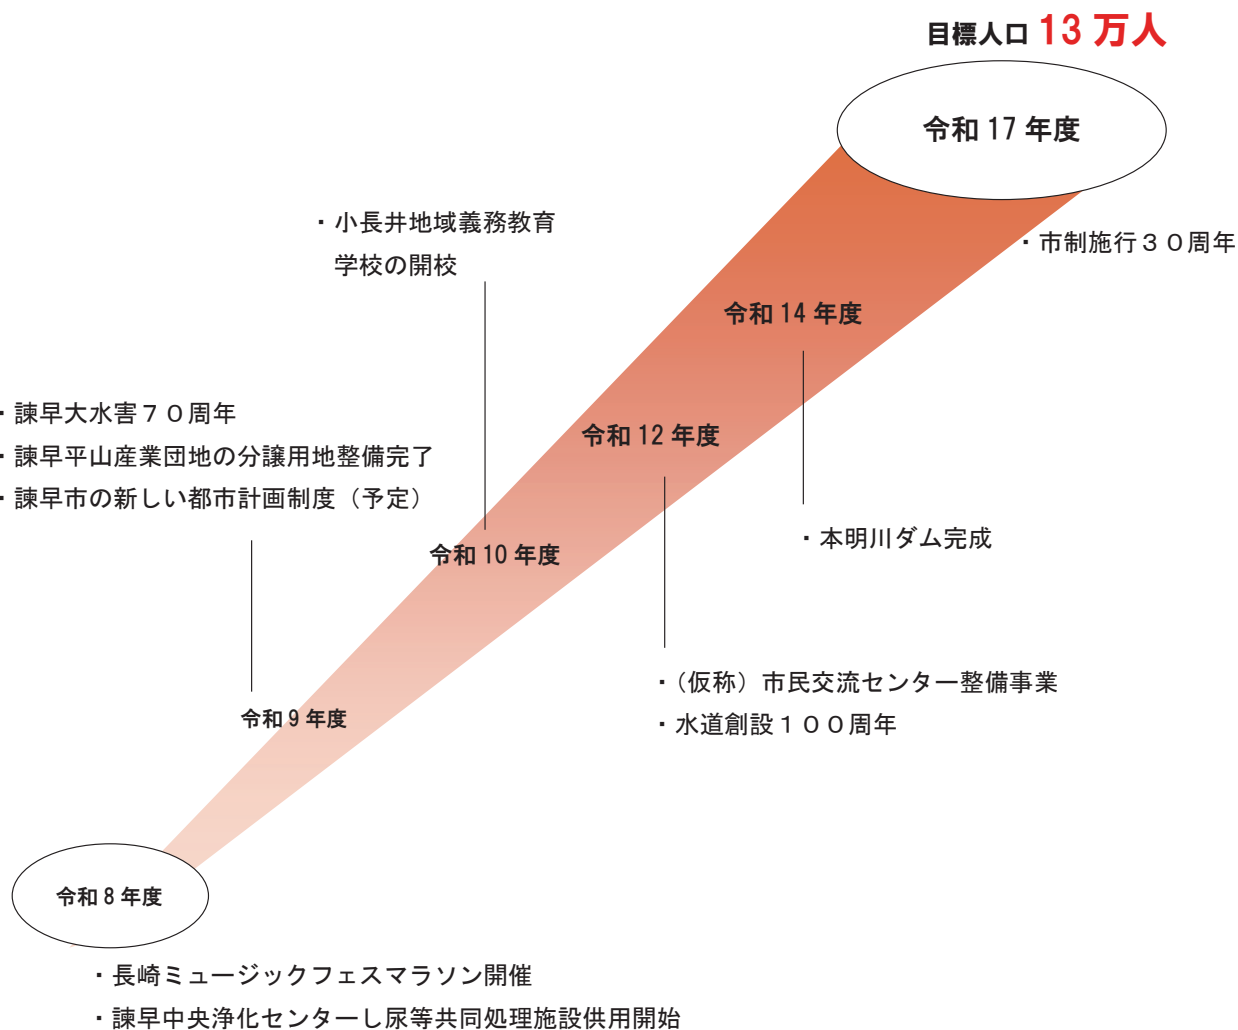 目標人口 13 万人
令和 17 年度
・市制施行３０周年
・小長井地域義務教育
学校の開校
令和 14 年度
・本明川ダム完成
・諫早大水害７０周年
・諫早平山産業団地の分譲用地整備完了
・諫早市の新しい都市計画制度（予定）
令和 12 年度
・（仮称）市民交流センター整備事業
・水道創設１００周年
令和 10 年度
令和 9 年度
令和 8 年度
・長崎ミュージックフェスマラソン開催
・諫早中央浄化センターし尿等共同処理施設供用開始